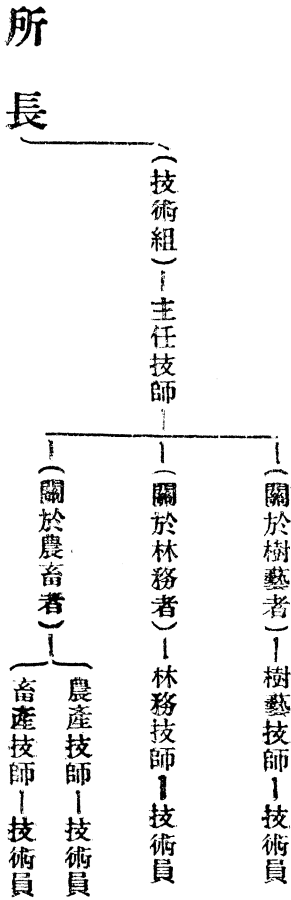 所長
（技術組）—主任技師
（關於樹藝者）—樹藝技師—技術員
（關於林務者）—林務技師—技術員
（關於農畜者）
農產技師—技術員
畜產技師—技術員